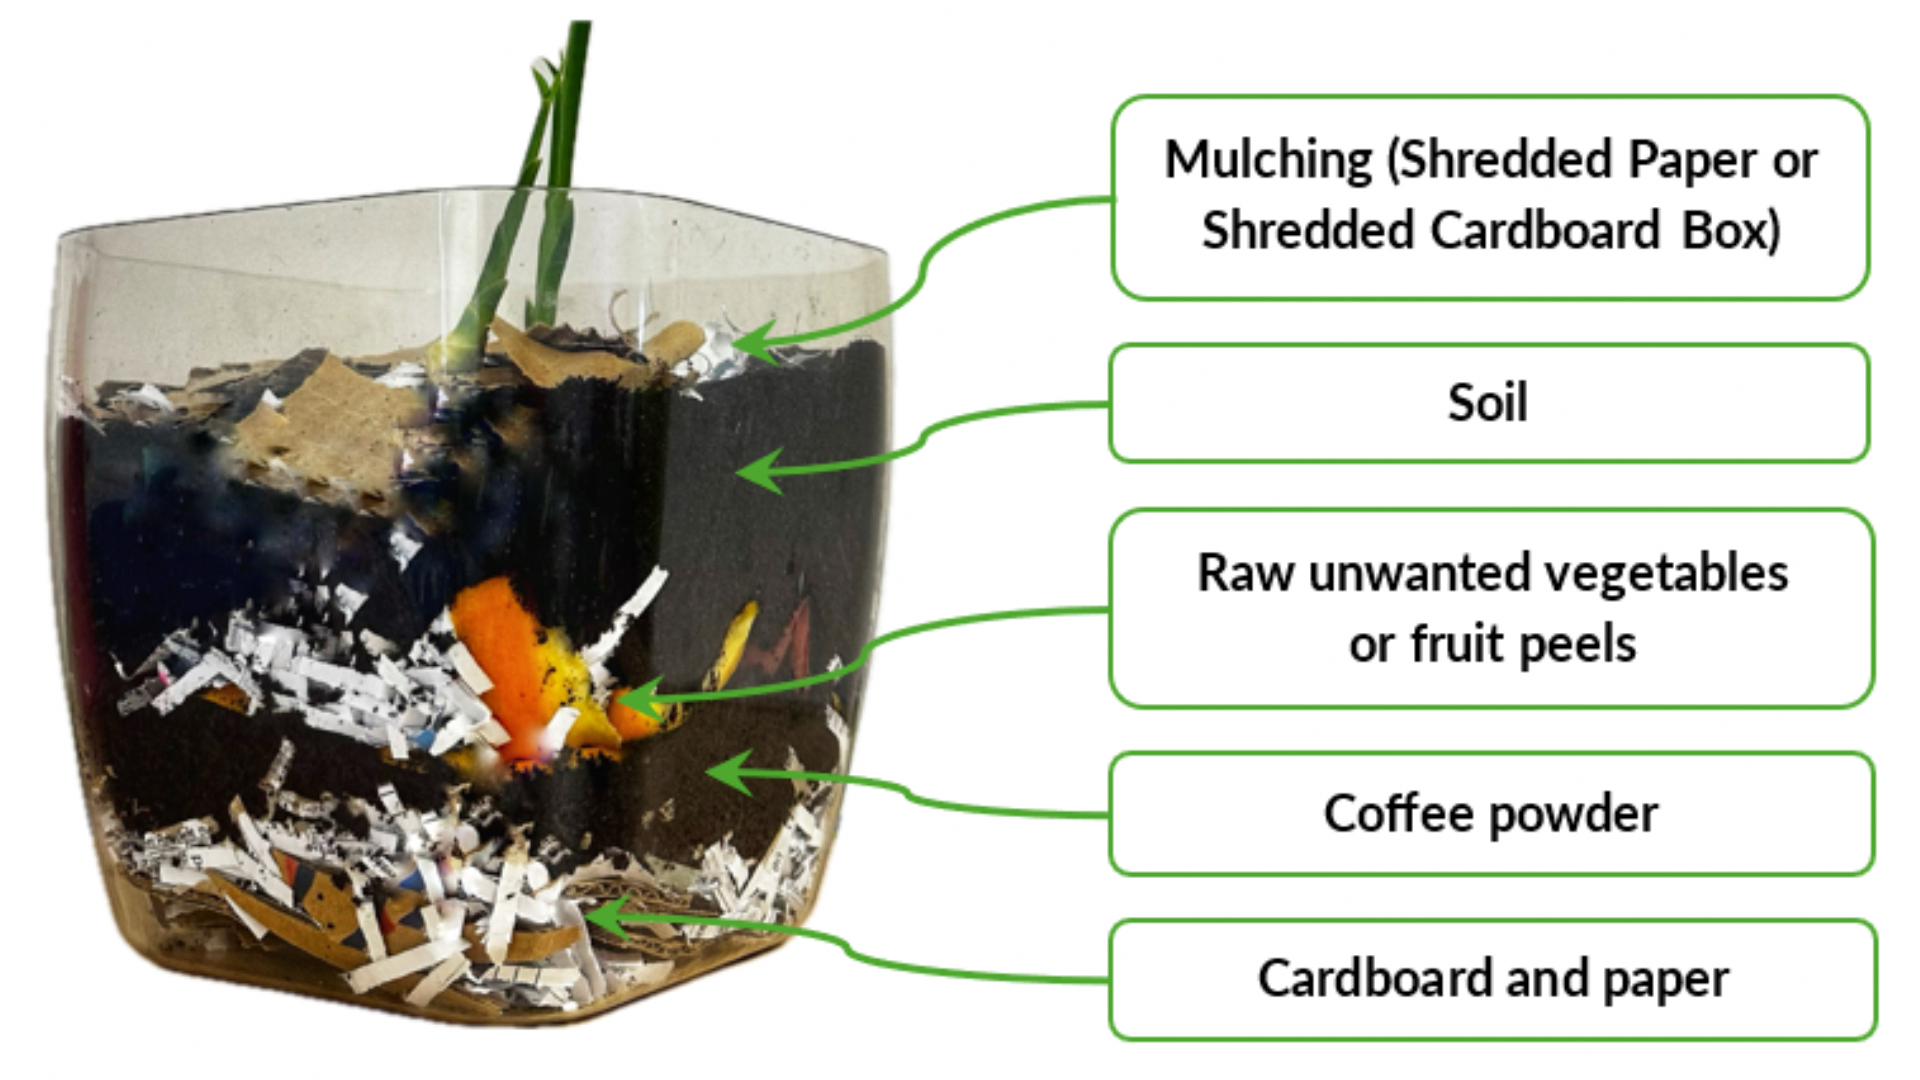 Mulching (Shredded Paper or
Shredded Cardboard Box)
Soil
Raw unwanted vegetables
or fruit peels
Coffee powder
Cardboard and paper